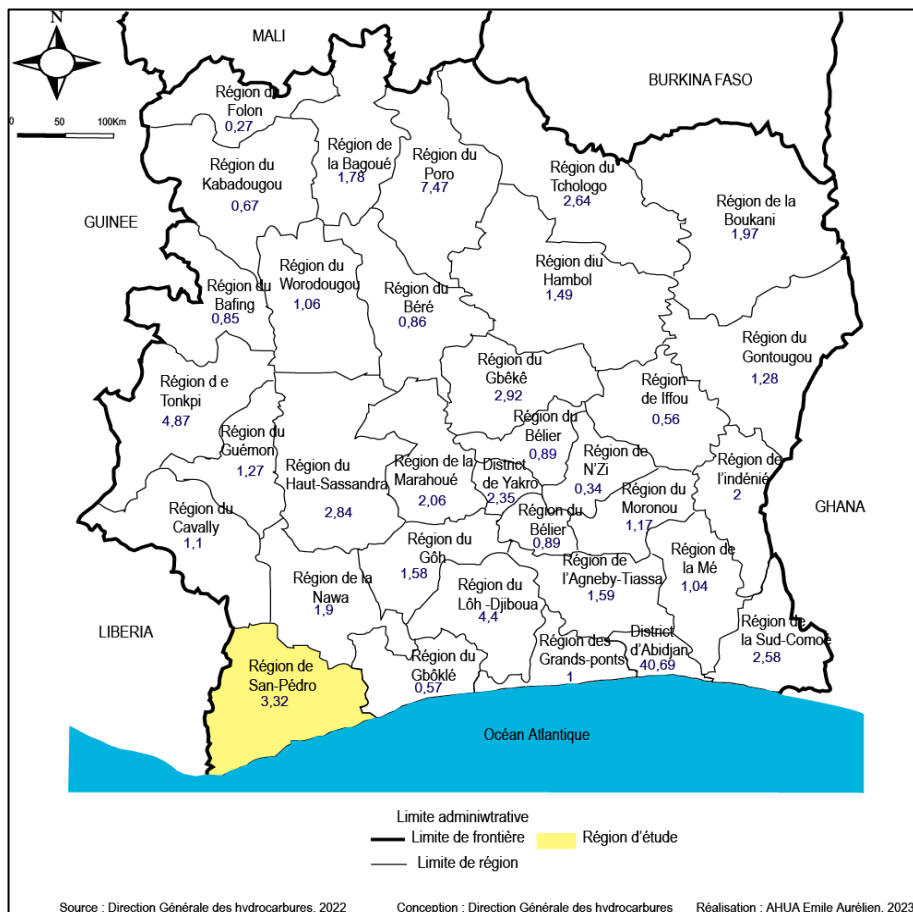 MALI
BURKINA FASO
GUINEE
LIBERIA
GHANA
0 50 100Km
Région du
Folon
0,27
Région de
la Bagoué
1,78
Région du
Poro
7,47
Région du
Kabadougou
0,67
Région du
Tchologo
2,64
Région de la
Boukani
1,97
Région du
Bafing
0,85
Région du
Worodougou
1,06
Région du
Béré
0,86
Région diu
Hambol
1,49
Région du
Gontougou
1,28
Région d e
Tonkpi
4,87
Région du
Guémon
1,27
Région du
Gbêkê
2,92
Région
de Iffou
0,56
Région du
Bélier
0,89
Région du
Haut-Sassandra
2,84
Région de la
Marahoué
2,06
District
de Yakro
2,35
Région de
N'Zi
0,34
Région du
Moronou
1,17
Région de
l'indénié
2
Région du
Cavally
1,1
Région du
Bélier
0,89
Région du
Gôh
1,58
Région de la
Nawa
1,9
Région du
Lôh -Djiboua
4,4
Région de
l'Agneby-Tiassa
1,59
Région de
la Mé
1,04
Région de
San-Pédro
3,32
Région du
Gbôklé
0,57
Région des
Grands-ponts
1
District
d'Abidjan
40,69
Région de
la Sud-Comoé
2,58
Océan Atlantique
Limite adminiwtrative
Limite de frontière
Région d'étude
Limite de région
Source : Direction Générale des hydrocarbures, 2022 Conception : Direction Générale des hydrocarbures Réalisation : AHUA Emile Aurélien, 2023